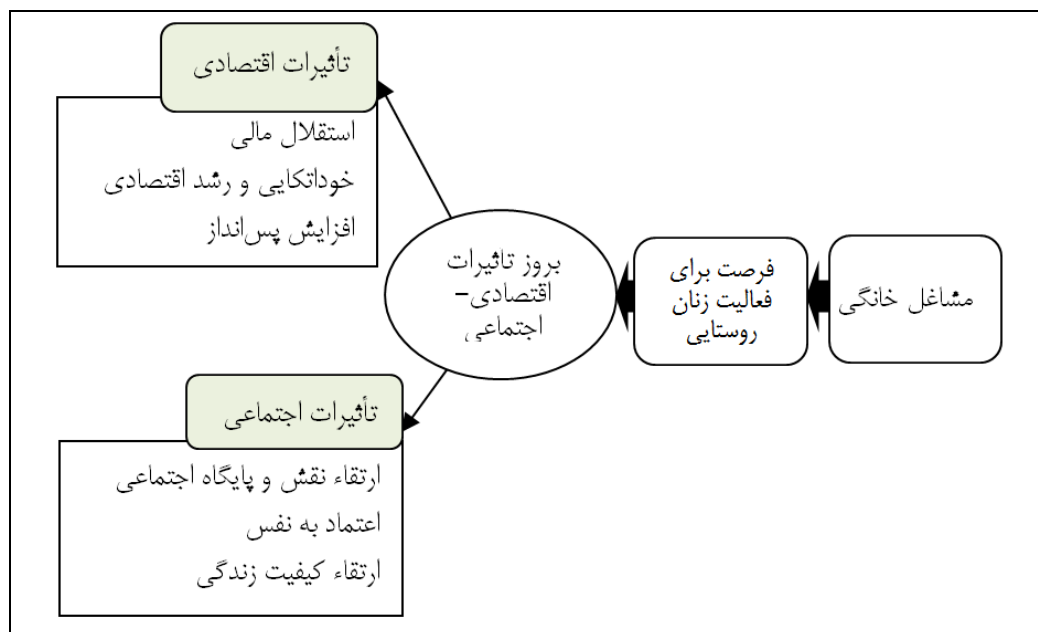 مشاغل خانگی
فرصت برای
فعالیت زنان
روستایی
بروز تاثیرات
اقتصادی–
اجتماعی
تأثیرات اقتصادی
استقلال مالی
خوداتکایی و رشد اقتصادی
افزایش پس‌انداز
تأثیرات اجتماعی
ارتقاء نقش و پایگاه اجتماعی
اعتماد به نفس
ارتقاء کیفیت زندگی